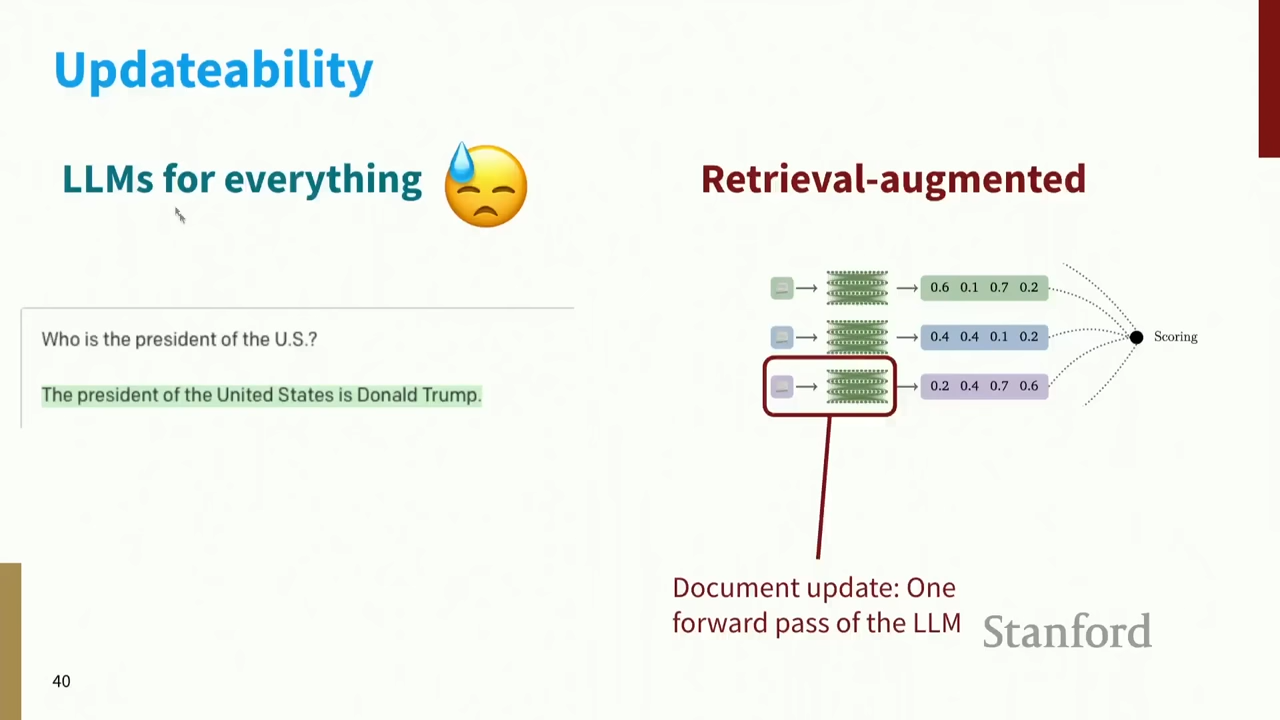 Updateability
LLMs for everything
Who is the president of the U.S.?
The president of the United States is Donald Trump.
Retrieval-augmented
0.6 0.1 0.7 0.2
0.4 0.4 0.1 0.2
0.2 0.4 0.7 0.6
Scoring
Document update: One
forward pass of the LLM
Stanford
40